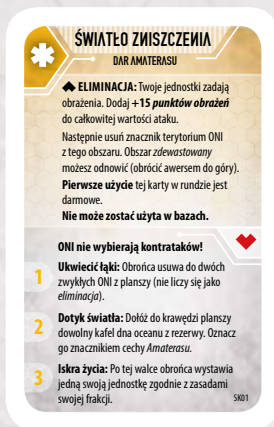 ŚWIATŁO ZNISZCZENIA
DAR AMATERASU
ELIMINACJA: Twoje jednostki zadają
obrażenia. Dodaj +15 punktów obrażeń
do całkowitej wartości ataku.
Następnie usuń znacznik terytorium ONI
z tego obszaru. Obszar zdewastowany
możesz odnowić (obrócić awersem do góry).
Pierwsze użycie tej karty w rundzie jest
darmowe.
Nie może zostać użyta w bazach.
ONI nie wybierają kontrataków!
1 Ukwiecić łąki: Obrońca usuwa do dwóch
zwykłych ONI z planszy (nie liczy się jako
eliminacja).
2 Dotyk światła: Dołóż do krawędzi planszy
dowolny kafel dna oceanu z rezerwy. Oznacz
go znacznikiem cechy Amaterasu.
3 Iskra życia: Po tej walce obrońca wystawia
jedną swoją jednostkę zgodnie z zasadami
swojej frakcji.
SK01